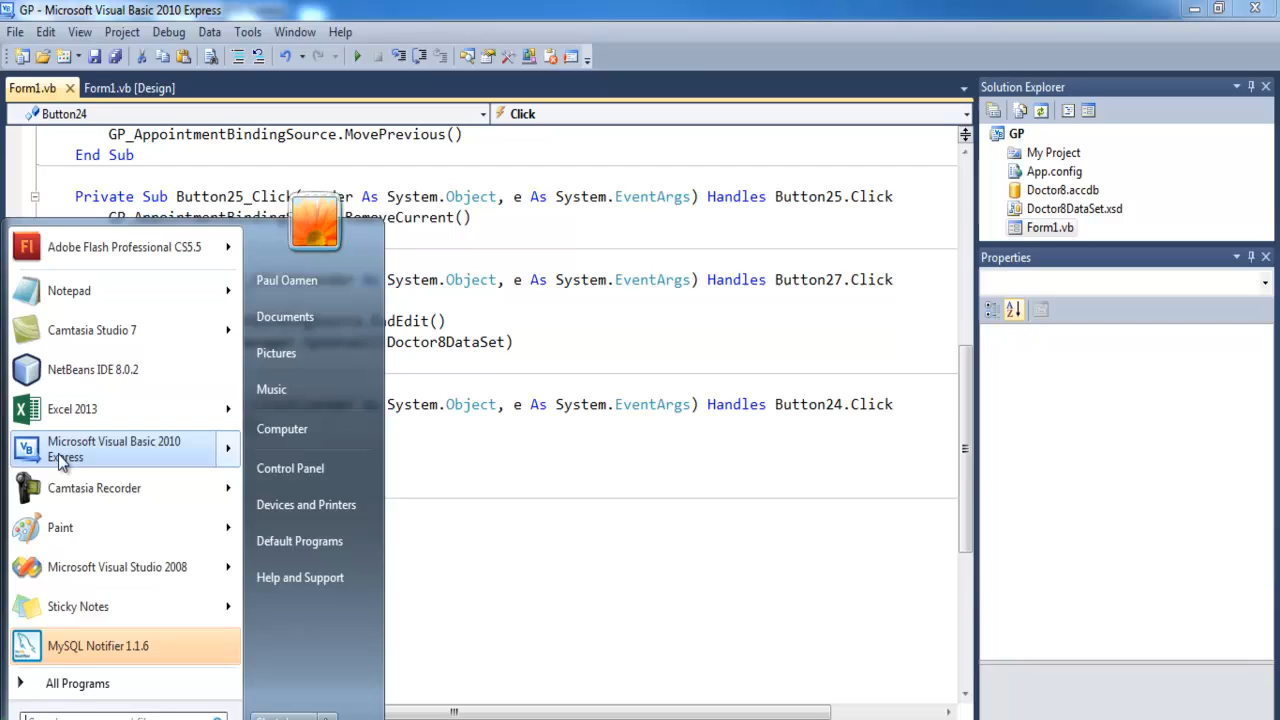 GP - Microsoft Visual Basic 2010 Express
File Edit View Project Debug Data Tools Window Help
Form1.vb Form1.vb [Design]
Button24 Click
GP_AppointmentBindingSource.MovePrevious()
End Sub
Private Sub Button25_Click( As System.Object, e As System.EventArgs) Handles Button25.Click
RemoveCurrent()
System.Object, e As System.EventArgs) Handles Button27.Click
EndEdit()
Doctor8DataSet)
System.Object, e As System.EventArgs) Handles Button24.Click
Adobe Flash Professional CS5.5
Notepad
Camtasia Studio 7
NetBeans IDE 8.0.2
Excel 2013
Microsoft Visual Basic 2010
Express
Camtasia Recorder
Paint
Microsoft Visual Studio 2008
Sticky Notes
MySQL Notifier 1.1.6
All Programs
Paul Oamen
Documents
Pictures
Music
Computer
Control Panel
Devices and Printers
Default Programs
Help and Support
Solution Explorer
GP
My Project
App.config
Doctor8.accdb
Doctor8DataSet.xsd
Form1.vb
Properties